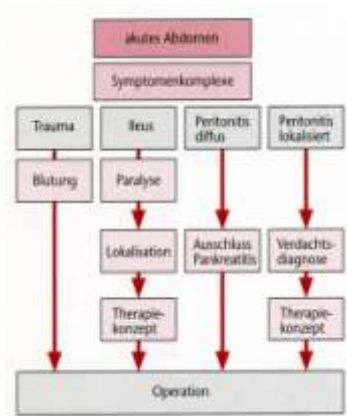 akutes Abdomen
Symptomenkomplexe
Trauma
Ileus
Peritonitis
diffus
Peritonitis
lokalisiert
Blutung
Paralyse
Lokalisation
Ausschluss
Pankreatitis
Verdachts-
diagnose
Therapie-
konzept
Therapie-
konzept
Operation